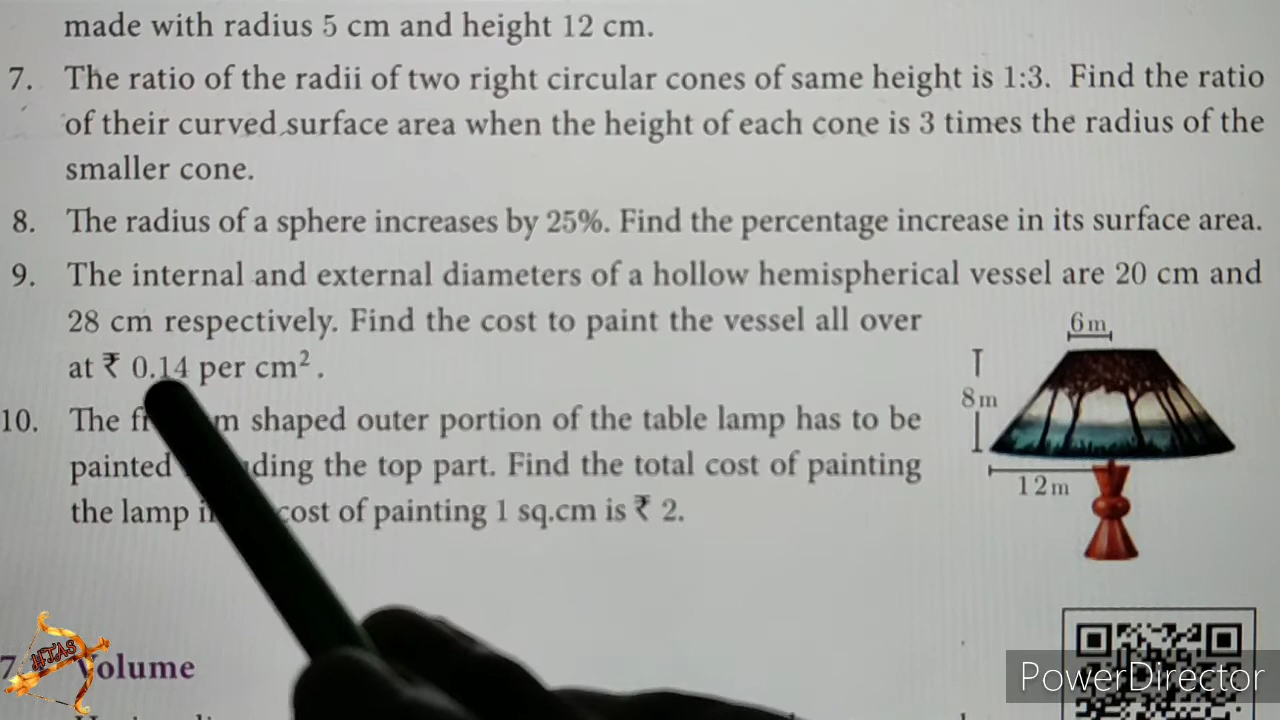 made with radius 5 cm and height 12 cm.
7. The ratio of the radii of two right circular cones of same height is 1:3. Find the ratio
of their curved surface area when the height of each cone is 3 times the radius of the
smaller cone.
8. The radius of a sphere increases by 25%. Find the percentage increase in its surface area.
9. The internal and external diameters of a hollow hemispherical vessel are 20 cm and
28 cm respectively. Find the cost to paint the vessel all over
at ₹ 0.14 per cm².
6m
8m
12m
10. The shaped outer portion of the table lamp has to be
painted the top part. Find the total cost of painting
the lamp cost of painting 1 sq.cm is ₹ 2.
HTAS
7 Volume
PowerDirector